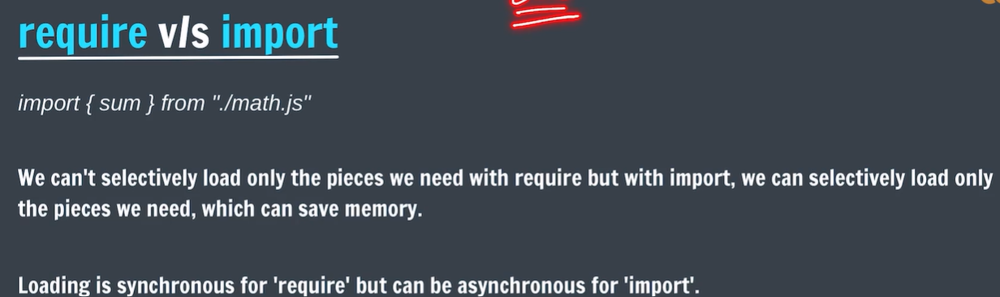 require v/s import
import { sum } from "./math.js"
We can't selectively load only the pieces we need with require but with import, we can selectively load only
the pieces we need, which can save memory.
Loading is synchronous for 'require' but can be asynchronous for 'import'.